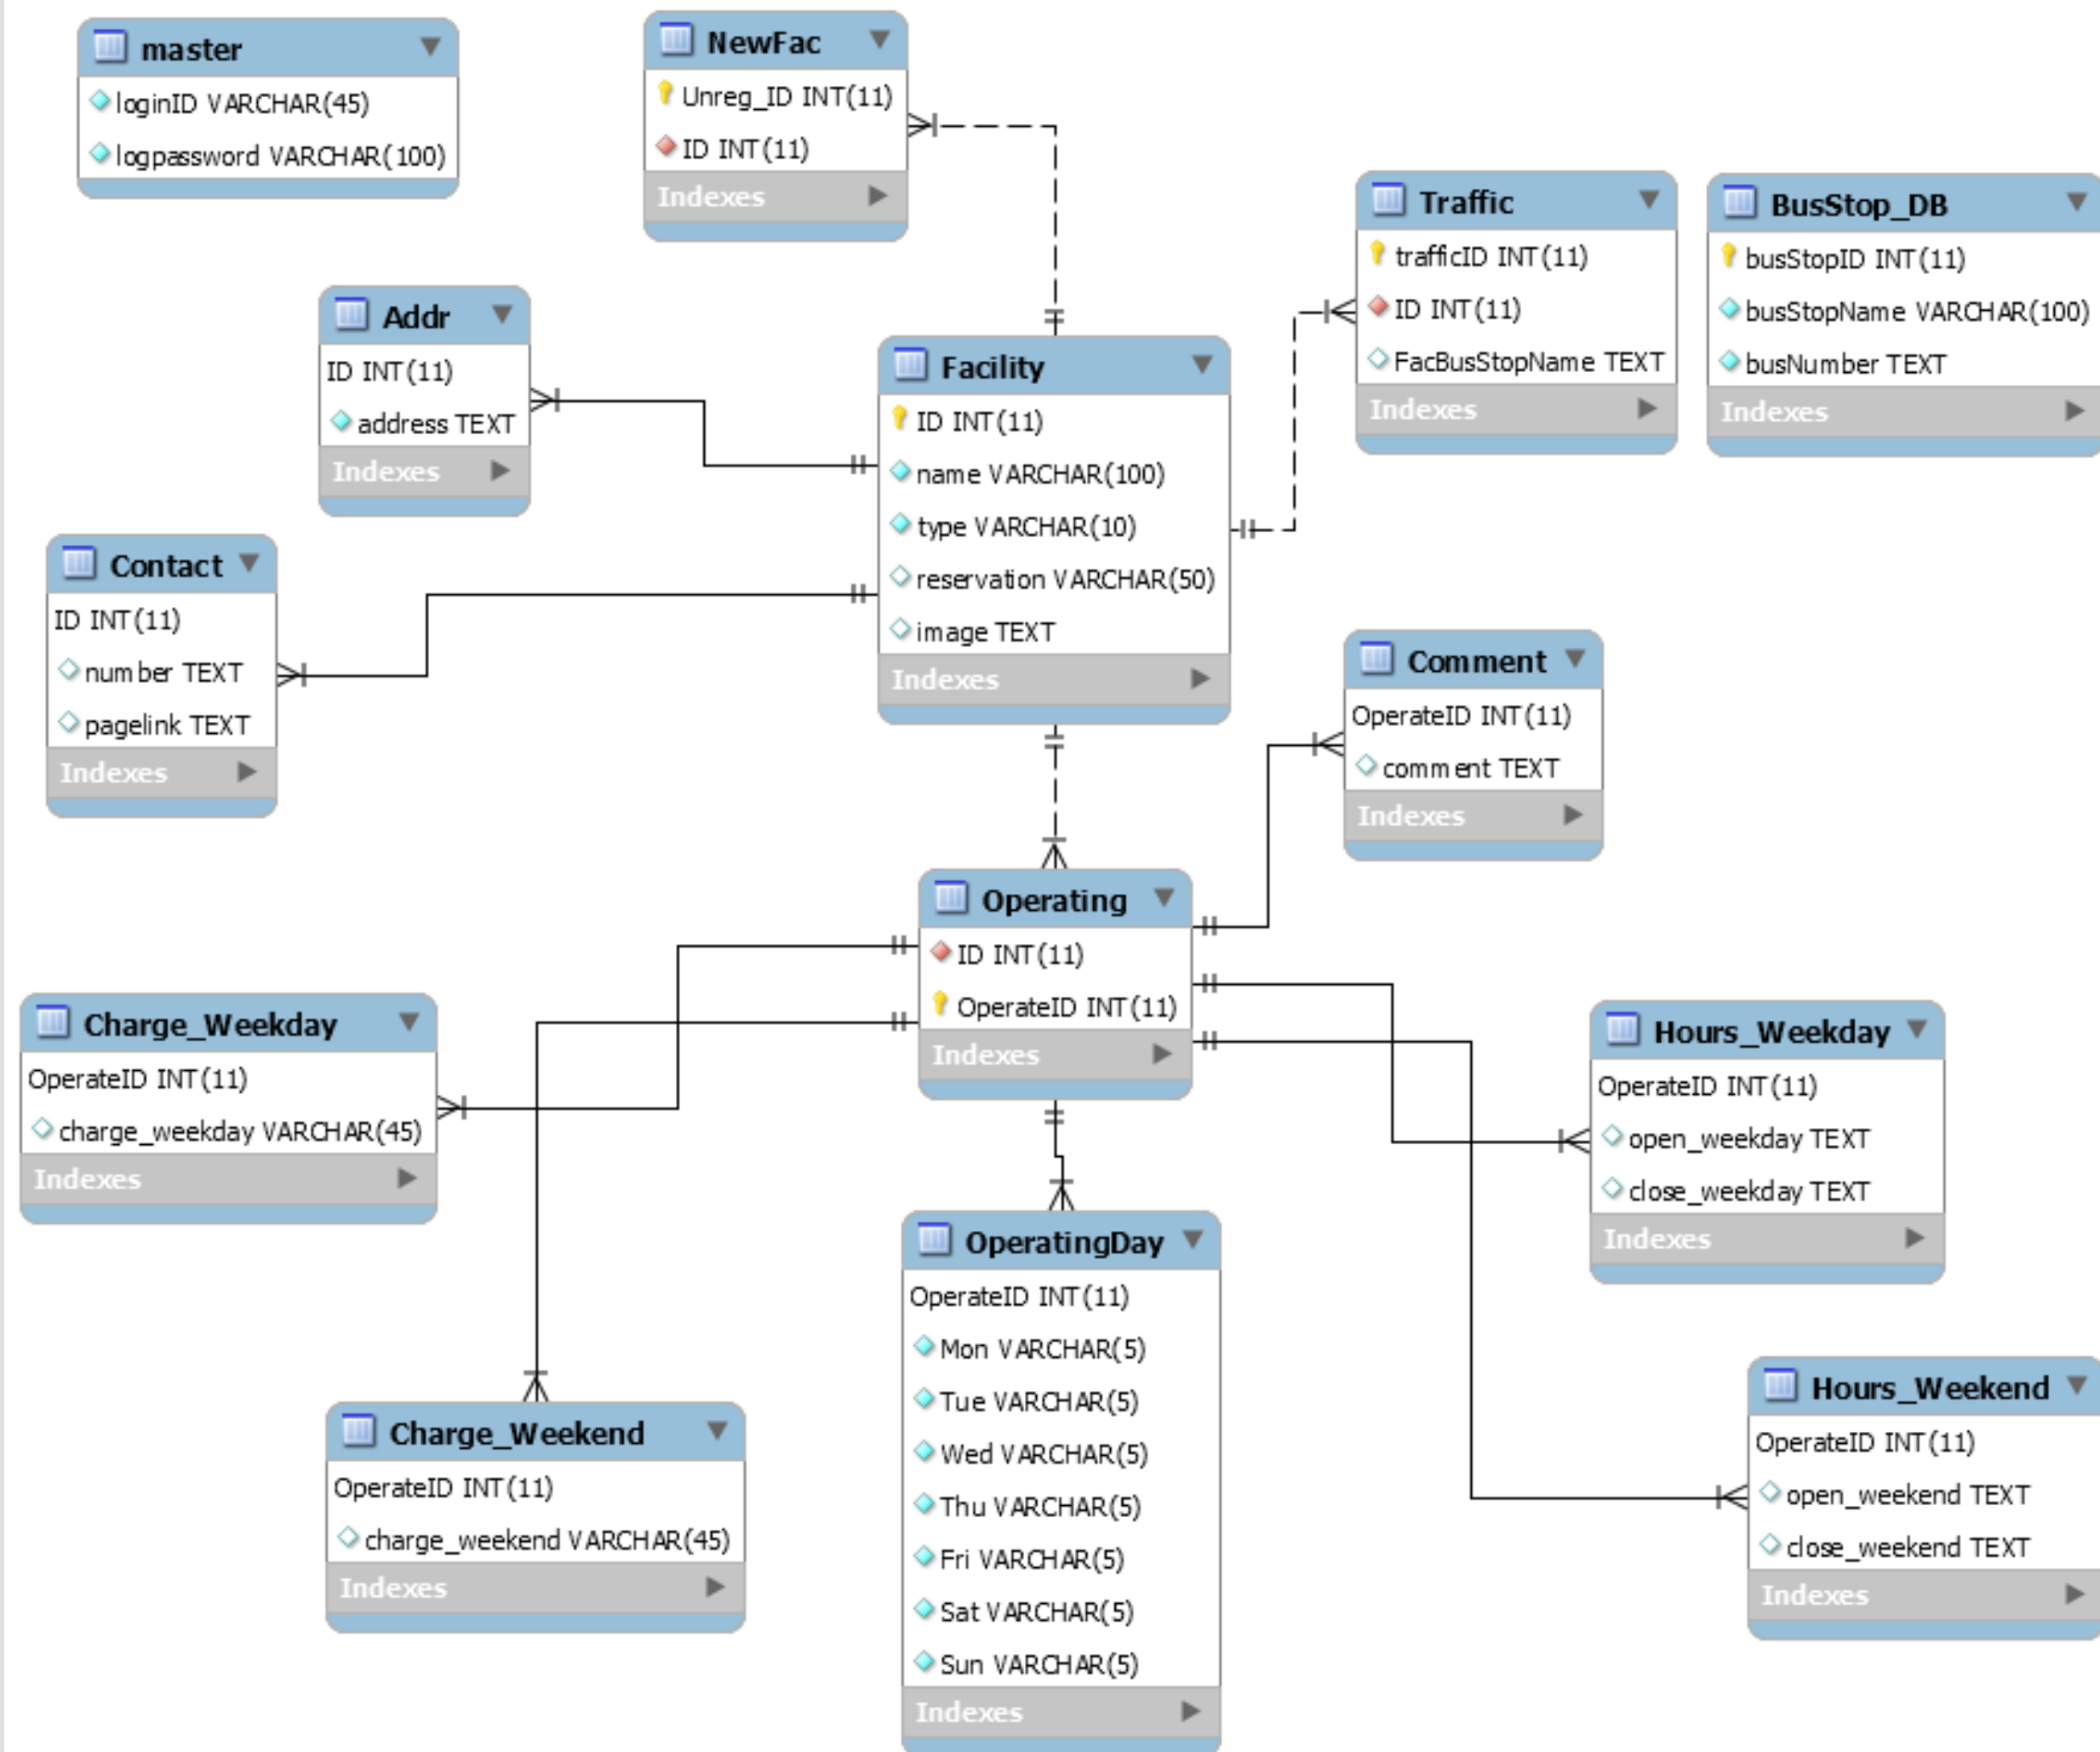 master
loginID VARCHAR(45)
logpassword VARCHAR(100)
NewFac
Unreg_ID INT(11)
ID INT(11)
Indexes
Traffic
trafficID INT(11)
ID INT(11)
FacBusStopName TEXT
Indexes
BusStop_DB
busStopID INT(11)
busStopName VARCHAR(100)
busNumber TEXT
Indexes
Addr
ID INT(11)
address TEXT
Indexes
Facility
ID INT(11)
name VARCHAR(100)
type VARCHAR(10)
reservation VARCHAR(50)
image TEXT
Indexes
Contact
ID INT(11)
number TEXT
pagelink TEXT
Indexes
Comment
OperateID INT(11)
comment TEXT
Indexes
Operating
ID INT(11)
OperateID INT(11)
Indexes
Charge_Weekday
OperateID INT(11)
charge_weekday VARCHAR(45)
Indexes
Hours_Weekday
OperateID INT(11)
open_weekday TEXT
close_weekday TEXT
Indexes
OperatingDay
OperateID INT(11)
Mon VARCHAR(5)
Tue VARCHAR(5)
Wed VARCHAR(5)
Thu VARCHAR(5)
Fri VARCHAR(5)
Sat VARCHAR(5)
Sun VARCHAR(5)
Indexes
Charge_Weekend
OperateID INT(11)
charge_weekend VARCHAR(45)
Indexes
Hours_Weekend
OperateID INT(11)
open_weekend TEXT
close_weekend TEXT
Indexes